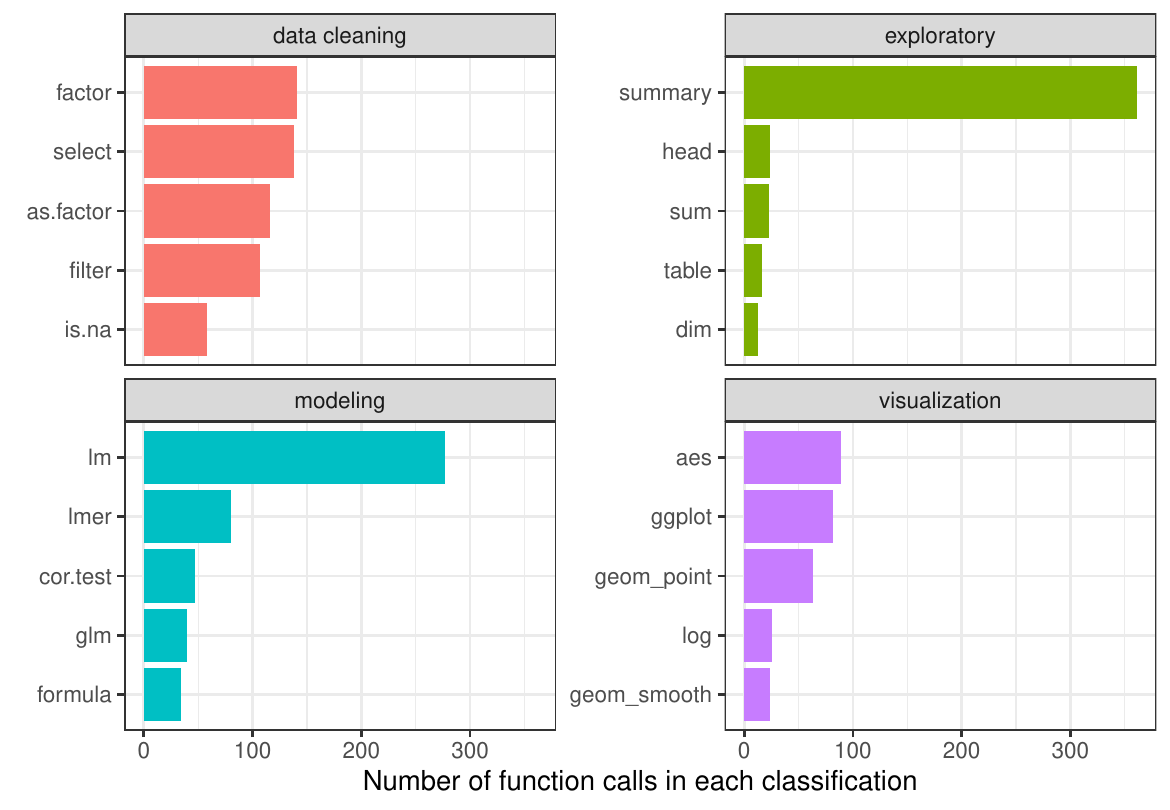 data cleaning
factor
select
as.factor
filter
is.na
exploratory
summary
head
sum
table
dim
modeling
lm
lmer
cor.test
glm
formula
0 100 200 300
visualization
aes
ggplot
geom_point
log
geom_smooth
0 100 200 300
Number of function calls in each classification